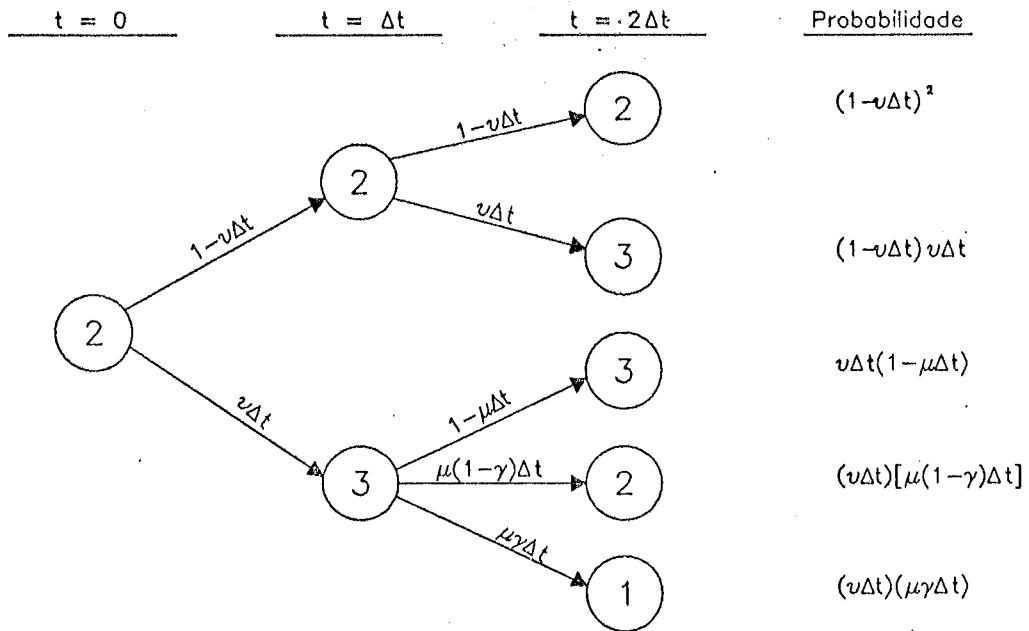 t = 0 t = Δt t = 2Δt Probabilidade
2 (1-υΔt)²
1-υΔt
2
υΔt
1-υΔt
3 (1-υΔt)υΔt
2
3 υΔt(1-μΔt)
υΔt
1-μΔt
3 μ(1-γ)Δt 2 (υΔt)[μ(1-γ)Δt]
μγΔt
1 (υΔt)(μγΔt)